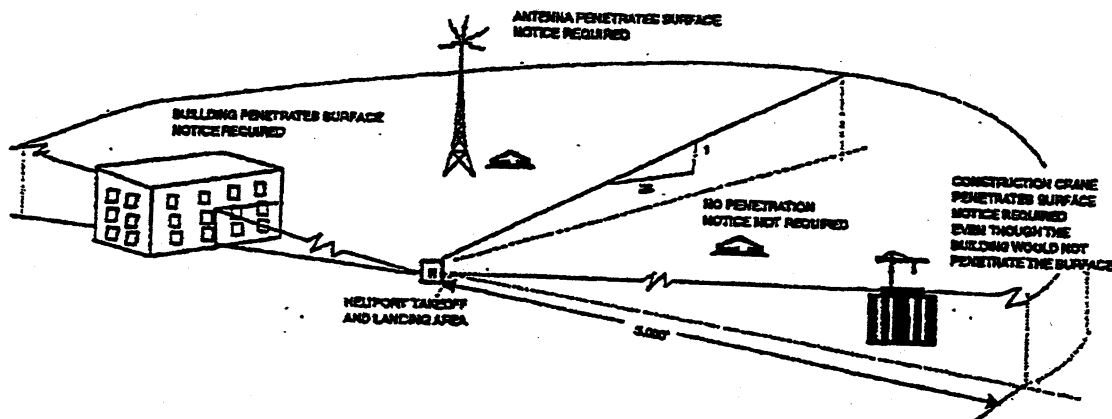 ANTENNA PENETRATES SURFACE
NOTICE REQUIRED
BUILDING PENETRATES SURFACE
NOTICE REQUIRED
1
25
NO PENETRATION
NOTICE NOT REQUIRED
CONSTRUCTION CRANE
PENETRATES SURFACE
NOTICE REQUIRED
EVEN THOUGH THE
BUILDING WOULD NOT
PENETRATE THE SURFACE
H
HELIPORT TAKEOFF
AND LANDING AREA
5,000'